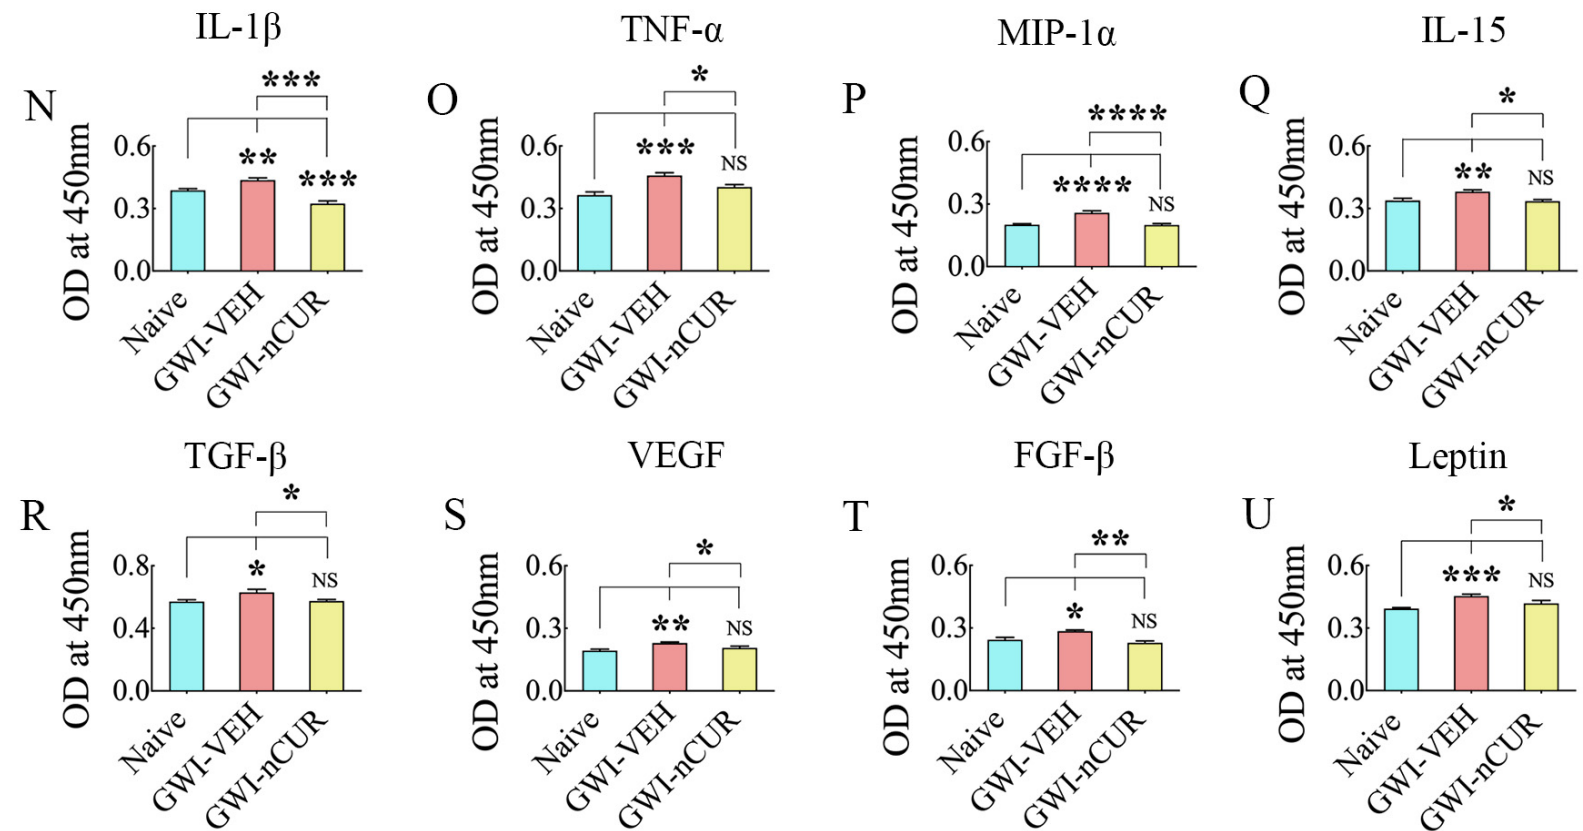 IL-1β
TNF-α
MIP-1α
IL-15
N
O
P
Q
***
*
****
*
**
***
***
NS
****
NS
**
NS
OD at 450nm
0.6
0.3
0.0
OD at 450nm
0.6
0.3
0.0
OD at 450nm
0.6
0.3
0.0
OD at 450nm
0.6
0.3
0.0
Naive
GWI-VEH
GWI-nCUR
Naive
GWI-VEH
GWI-nCUR
Naive
GWI-VEH
GWI-nCUR
Naive
GWI-VEH
GWI-nCUR
TGF-β
VEGF
FGF-β
Leptin
R
S
T
U
*
*
**
*
*
NS
**
NS
*
NS
***
NS
OD at 450nm
0.8
0.4
0.0
OD at 450nm
0.6
0.3
0.0
OD at 450nm
0.6
0.3
0.0
OD at 450nm
0.6
0.3
0.0
Naive
GWI-VEH
GWI-nCUR
Naive
GWI-VEH
GWI-nCUR
Naive
GWI-VEH
GWI-nCUR
Naive
GWI-VEH
GWI-nCUR